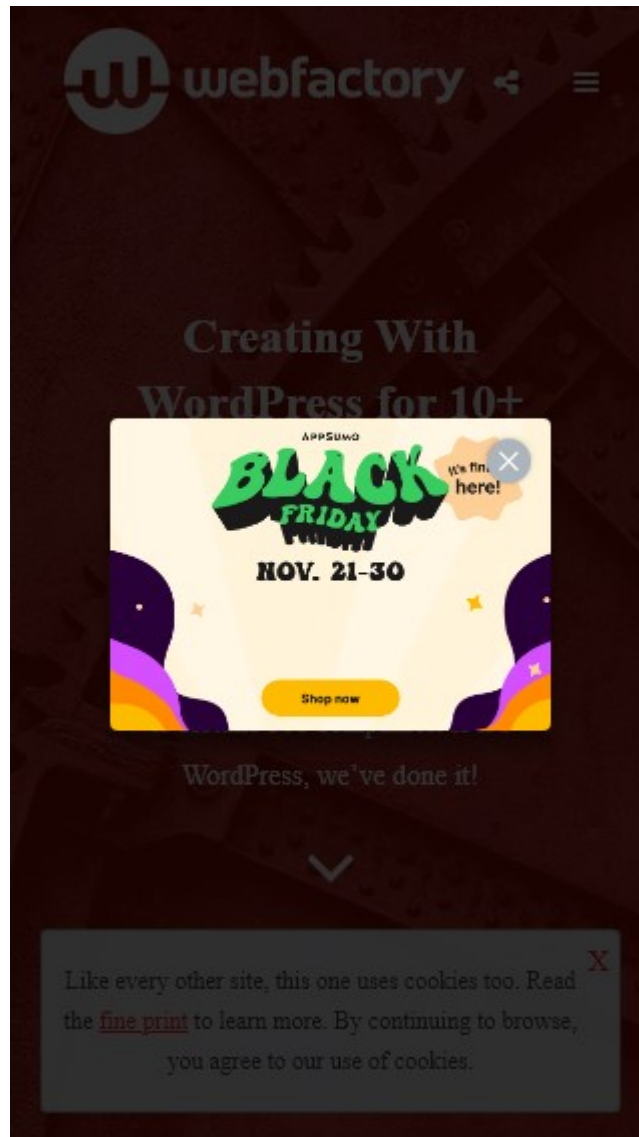 webfactory
Creating With
WordPress for 10+
APPSUMO
BLACK
FRIDAY
It's
here!
NOV. 21-30
Shop now
WordPress, we've done it!
X
Like every other site, this one uses cookies too. Read
the fine print to learn more. By continuing to browse,
you agree to our use of cookies.